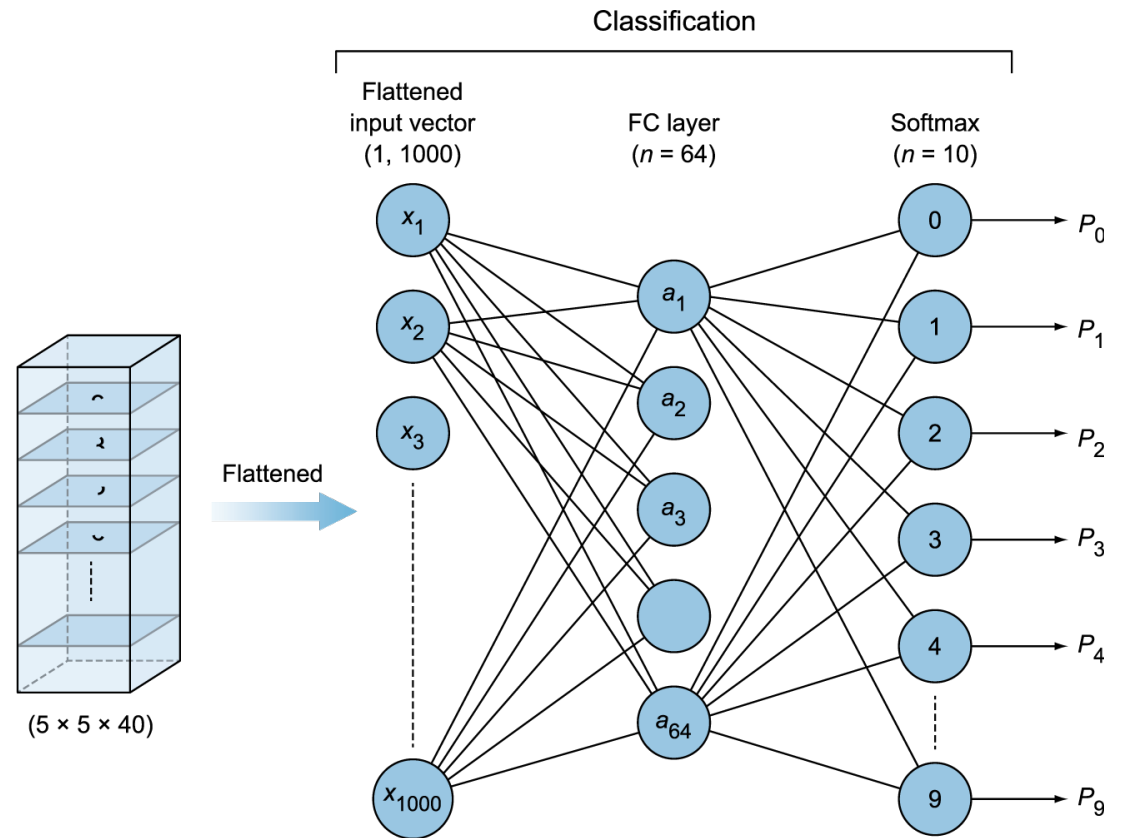 Classification
Flattened
input vector
(1, 1000)
FC layer
(n = 64)
Softmax
(n = 10)
x1
x2
x3
x1000
a1
a2
a3
a64
0
1
2
3
4
9
P0
P1
P2
P3
P4
P9
Flattened
(5 × 5 × 40)